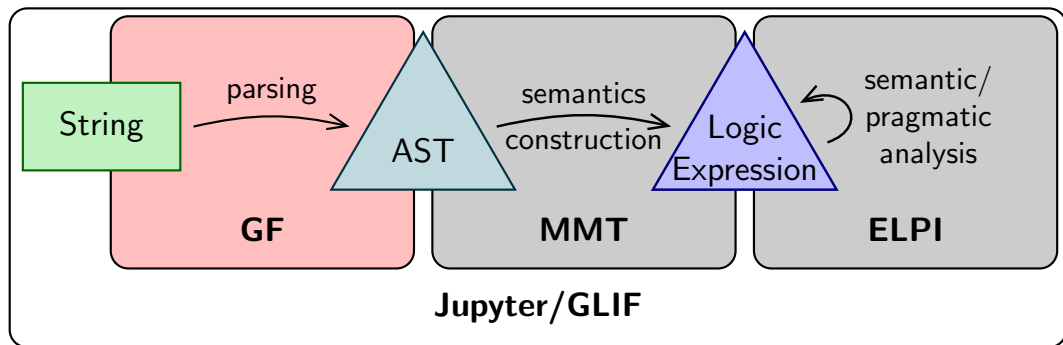 String
parsing
AST
semantics
construction
Logic
Expression
semantic/
pragmatic
analysis
GF
MMT
ELPI
Jupyter/GLIF